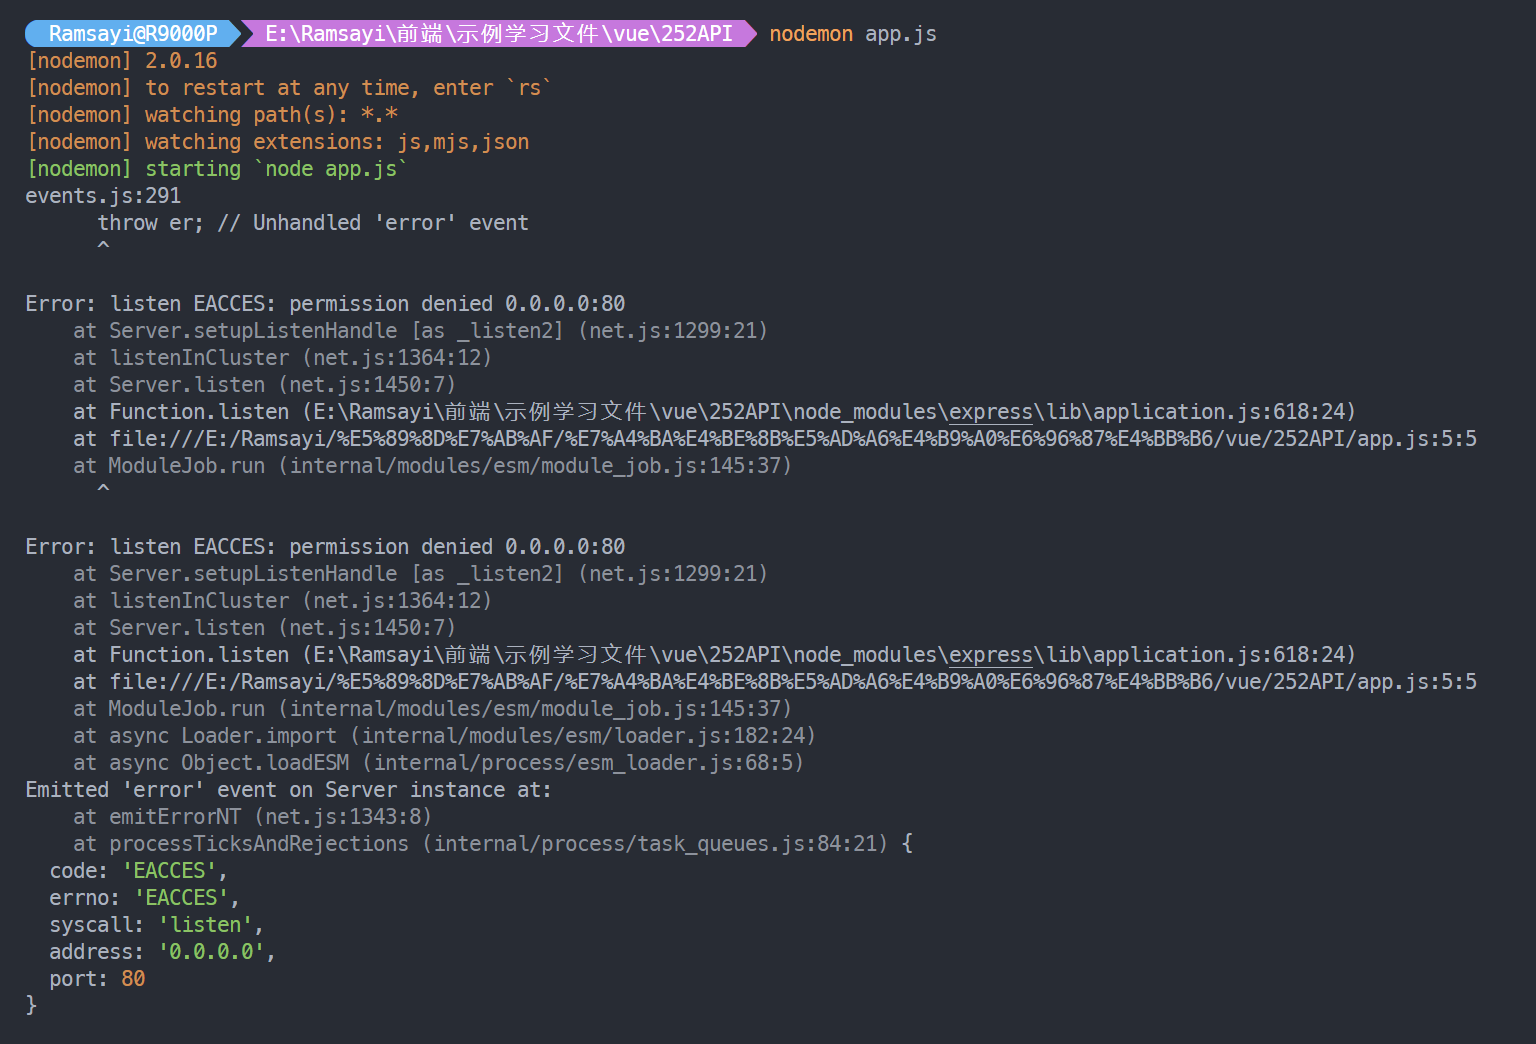 Ramsayi@R9000P E:\Ramsayi\前端\示例学习文件\vue\252API nodemon app.js
[nodemon] 2.0.16
[nodemon] to restart at any time, enter `rs`
[nodemon] watching path(s): *.*
[nodemon] watching extensions: js,mjs,json
[nodemon] starting `node app.js`
events.js:291
      throw er; // Unhandled 'error' event
      ^

Error: listen EACCES: permission denied 0.0.0.0:80
    at Server.setupListenHandle [as _listen2] (net.js:1299:21)
    at listenInCluster (net.js:1364:12)
    at Server.listen (net.js:1450:7)
    at Function.listen (E:\Ramsayi\前端\示例学习文件\vue\252API\node_modules\express\lib\application.js:618:24)
    at file:///E:/Ramsayi/%E5%89%8D%E7%AB%AF/%E7%A4%BA%E4%BE%8B%E5%AD%A6%E4%B9%A0%E6%96%87%E4%BB%B6/vue/252API/app.js:5:5
    at ModuleJob.run (internal/modules/esm/module_job.js:145:37)
      ^

Error: listen EACCES: permission denied 0.0.0.0:80
    at Server.setupListenHandle [as _listen2] (net.js:1299:21)
    at listenInCluster (net.js:1364:12)
    at Server.listen (net.js:1450:7)
    at Function.listen (E:\Ramsayi\前端\示例学习文件\vue\252API\node_modules\express\lib\application.js:618:24)
    at file:///E:/Ramsayi/%E5%89%8D%E7%AB%AF/%E7%A4%BA%E4%BE%8B%E5%AD%A6%E4%B9%A0%E6%96%87%E4%BB%B6/vue/252API/app.js:5:5
    at ModuleJob.run (internal/modules/esm/module_job.js:145:37)
    at async Loader.import (internal/modules/esm/loader.js:182:24)
    at async Object.loadESM (internal/process/esm_loader.js:68:5)
Emitted 'error' event on Server instance at:
    at emitErrorNT (net.js:1343:8)
    at processTicksAndRejections (internal/process/task_queues.js:84:21) {
  code: 'EACCES',
  errno: 'EACCES',
  syscall: 'listen',
  address: '0.0.0.0',
  port: 80
}